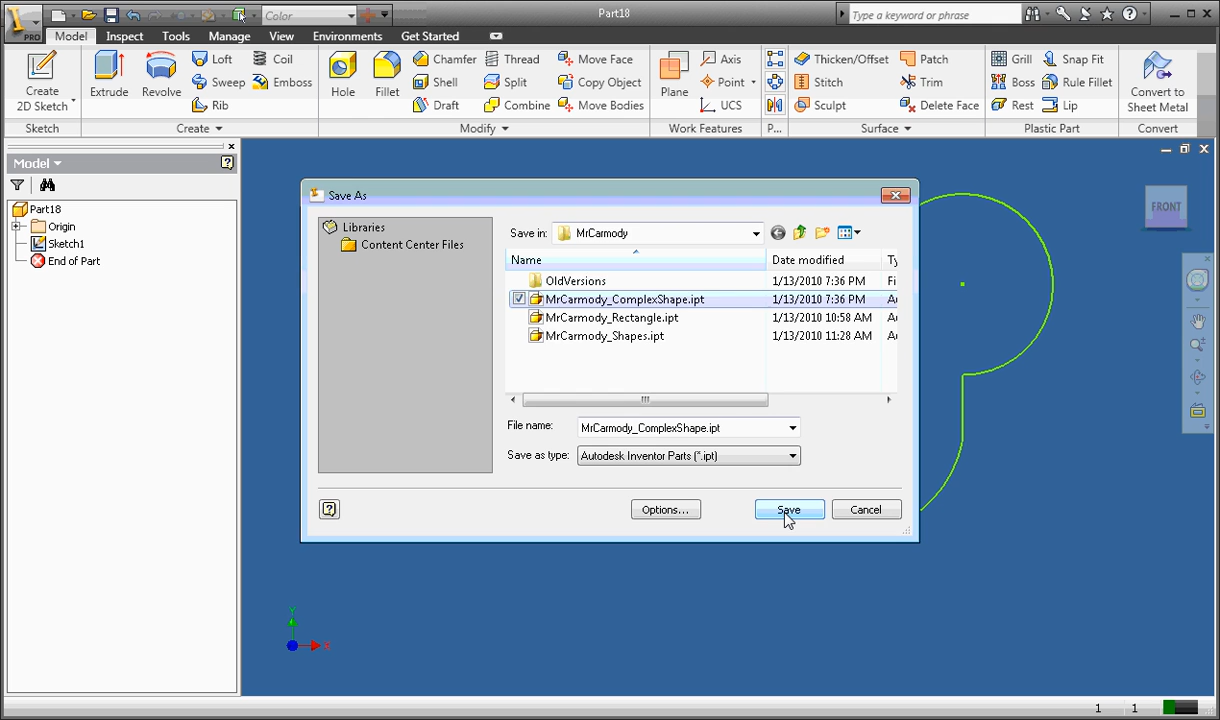 Color
Part18
Type a keyword or phrase
PRO
Model
Inspect
Tools
Manage
View
Environments
Get Started
Create
2D Sketch
Extrude
Revolve
Loft
Coil
Sweep
Emboss
Rib
Hole
Fillet
Chamfer
Thread
Move Face
Shell
Split
Copy Object
Draft
Combine
Move Bodies
Plane
Axis
Point
UCS
Thicken/Offset
Patch
Stitch
Trim
Sculpt
Delete Face
Grill
Snap Fit
Boss
Rule Fillet
Rest
Lip
Convert to
Sheet Metal
Sketch
Create
Modify
Work Features
P...
Surface
Plastic Part
Convert
Model
Part18
Origin
Sketch1
End of Part
FRONT
Save As
Libraries
Content Center Files
Save in:
MrCarmody
Name
Date modified
Ty
OldVersions
1/13/2010 7:36 PM
Fi
MrCarmody_ComplexShape.ipt
1/13/2010 7:36 PM
Au
MrCarmody_Rectangle.ipt
1/13/2010 10:58 AM
Au
MrCarmody_Shapes.ipt
1/13/2010 11:28 AM
Au
File name:
MrCarmody_ComplexShape.ipt
Save as type:
Autodesk Inventor Parts (*.ipt)
Options...
Save
Cancel
Y
X
1
1